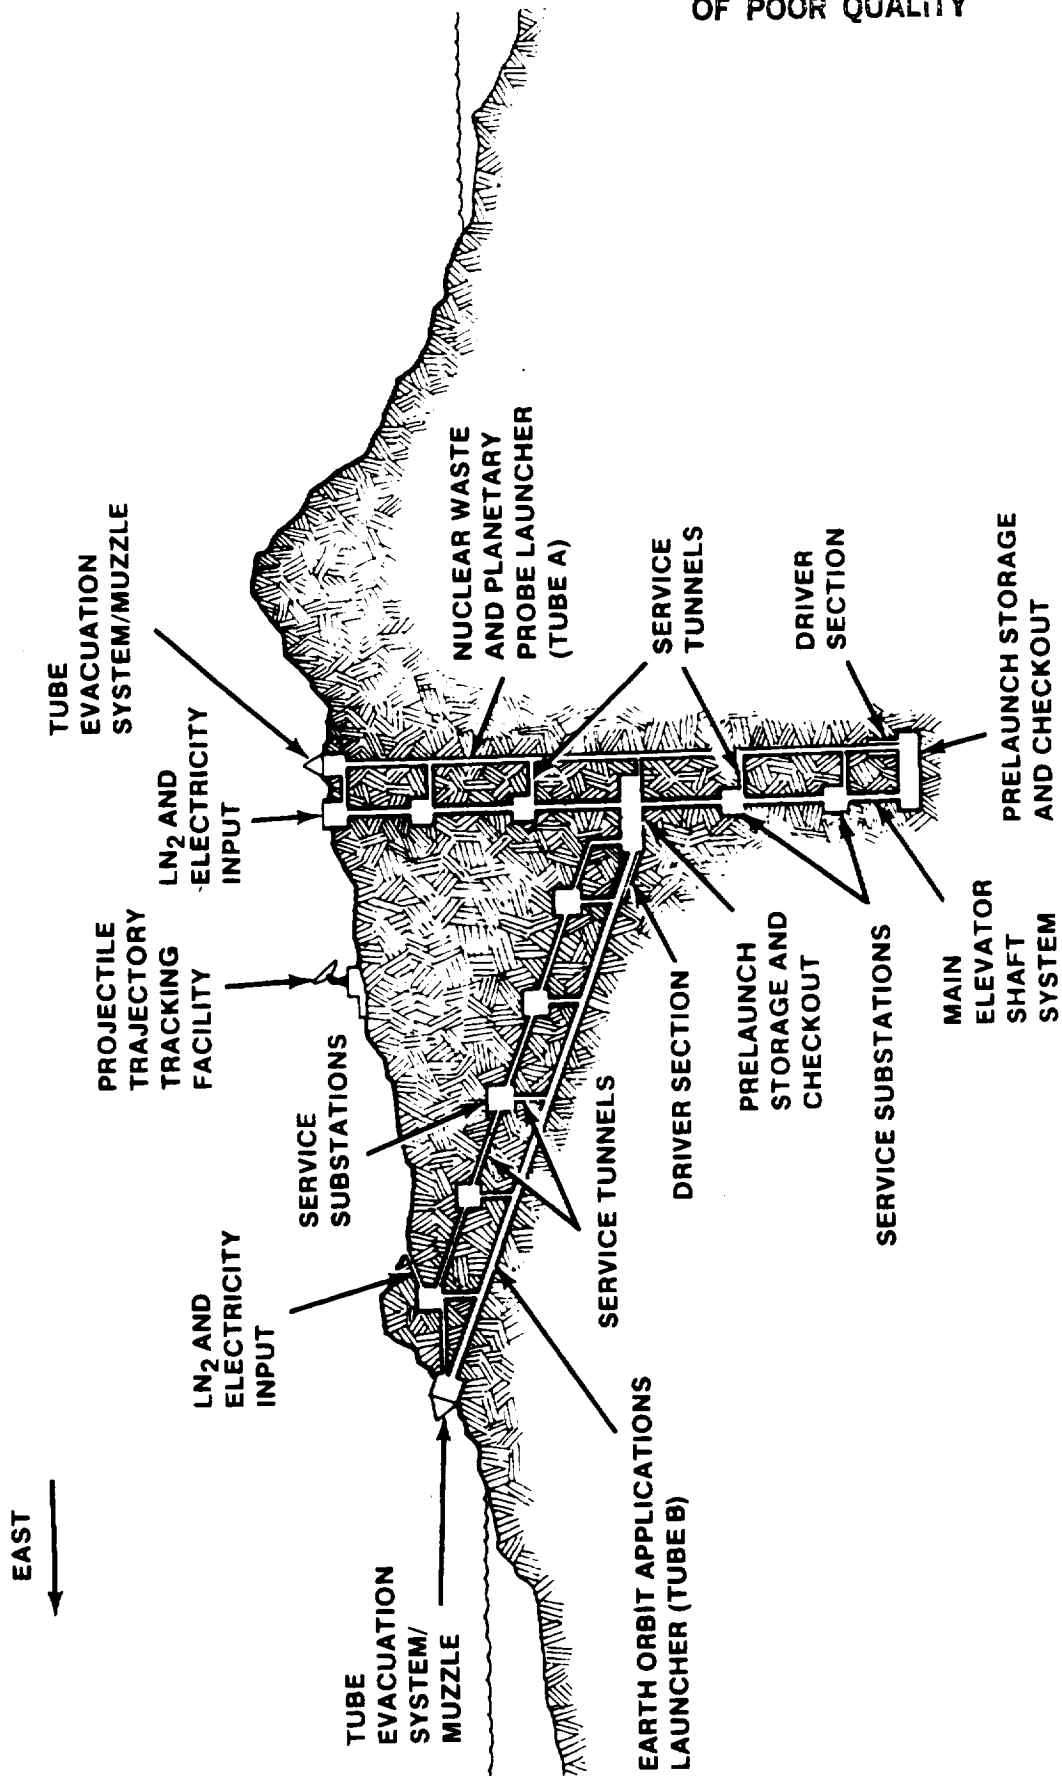 OF POOR QUALITY
EAST
TUBE
EVACUATION
SYSTEM/
MUZZLE
LN2 AND
ELECTRICITY
INPUT
SERVICE
SUBSTATIONS
PROJECTILE
TRAJECTORY
TRACKING
FACILITY
LN2 AND
ELECTRICITY
INPUT
TUBE
EVACUATION
SYSTEM/MUZZLE
NUCLEAR WASTE
AND PLANETARY
PROBE LAUNCHER
(TUBE A)
SERVICE
TUNNELS
DRIVER
SECTION
PRELAUNCH STORAGE
AND CHECKOUT
EARTH ORBIT APPLICATIONS
LAUNCHER (TUBE B)
SERVICE TUNNELS
DRIVER SECTION
PRELAUNCH
STORAGE AND
CHECKOUT
SERVICE SUBSTATIONS
MAIN
ELEVATOR
SHAFT
SYSTEM